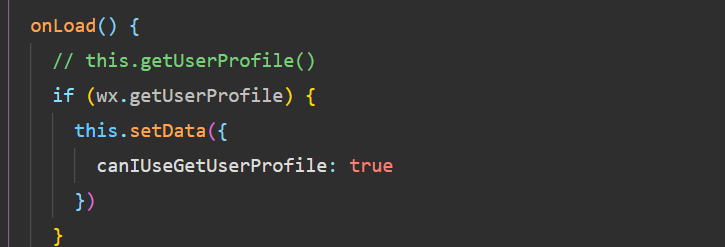 onLoad() {
// this.getUserProfile()
if (wx.getUserProfile) {
this.setData({
canIUseGetUserProfile: true
})
}